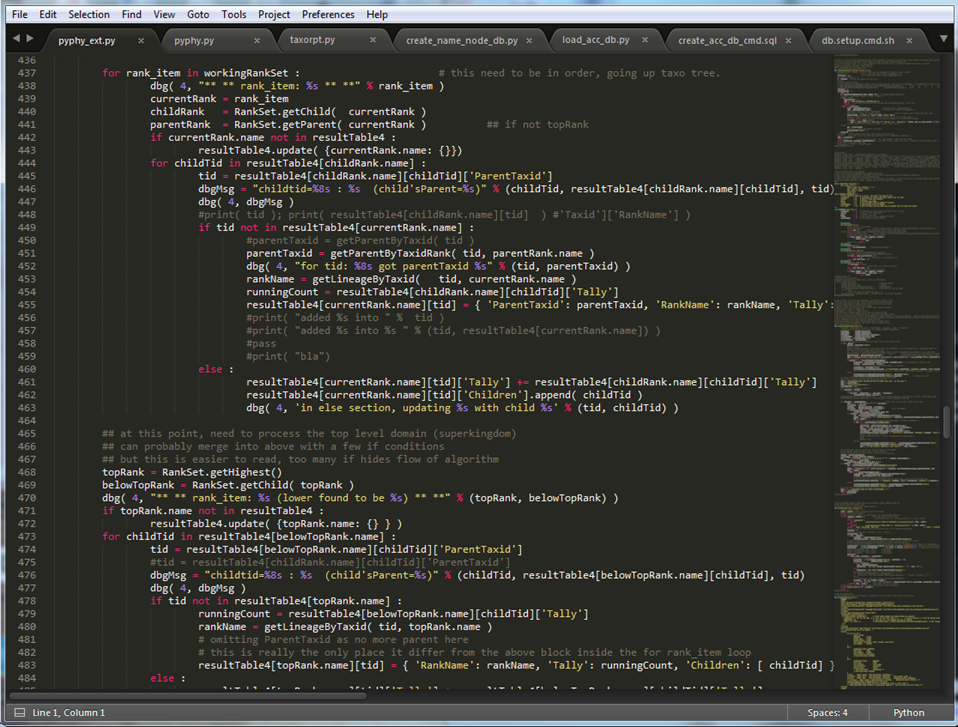 File Edit Selection Find View Goto Tools Project Preferences Help
pyphy_ext.py × pyphy.py × taxorpt.py × create_name_node_db.py × load_acc_db.py × create_acc_db_cmd.sql × db.setup.cmd.sh ×
436
437 for rank_item in workingRankSet : # this need to be in order, going up taxo tree.
438 dbg( 4, "** ** rank_item: %s ** **" % rank_item )
439 currentRank = rank_item
440 childRank = RankSet.getChild( currentRank )
441 parentRank = RankSet.getParent( currentRank ) ## if not topRank
442 if currentRank.name not in resultTable4 :
443 resultTable4.update( {currentRank.name: {}})
444 for childTid in resultTable4[childRank.name] :
445 tid = resultTable4[childRank.name][childTid]['ParentTaxid']
446 dbgMsg = "childtid=%8s : %s (child'sParent=%s)" % (childTid, resultTable4[childRank.name][childTid], tid)
447 dbg( 4, dbgMsg )
448 #print( tid ); print( resultTable4[childRank.name][tid] ) #'Taxid']['RankName'] )
449 if tid not in resultTable4[currentRank.name] :
450 #parentTaxid = getParentByTaxid( tid )
451 parentTaxid = getParentByTaxidRank( tid, parentRank.name )
452 dbg( 4, "for tid: %8s got parentTaxid %s" % (tid, parentTaxid) )
453 rankName = getLineageByTaxid( tid, currentRank.name )
454 runningCount = resultTable4[childRank.name][childTid]['Tally']
455 resultTable4[currentRank.name][tid] = { 'ParentTaxid': parentTaxid, 'RankName': rankName, 'Tally':
456 #print( "added %s into " % tid )
457 #print( "added %s into %s " % (tid, resultTable4[currentRank.name]) )
458 #pass
459 #print( "bla")
460 else :
461 resultTable4[currentRank.name][tid]['Tally'] += resultTable4[childRank.name][childTid]['Tally']
462 resultTable4[currentRank.name][tid]['Children'].append( childTid )
463 dbg( 4, 'in else section, updating %s with child %s' % (tid, childTid) )
464
465 ## at this point, need to process the top level domain (superkingdom)
466 ## can probably merge into above with a few if conditions
467 ## but this is easier to read, too many if hides flow of algorithm
468 topRank = RankSet.getHighest()
469 belowTopRank = RankSet.getChild( topRank )
470 dbg( 4, "** ** rank_item: %s (lower found to be %s) ** **" % (topRank, belowTopRank) )
471 if topRank.name not in resultTable4 :
472 resultTable4.update( {topRank.name: {} } )
473 for childTid in resultTable4[belowTopRank.name] :
474 tid = resultTable4[belowTopRank.name][childTid]['ParentTaxid']
475 #tid = resultTable4[childRank.name][childTid]['ParentTaxid']
476 dbgMsg = "childtid=%8s : %s (child'sParent=%s)" % (childTid, resultTable4[belowTopRank.name][childTid], tid)
477 dbg( 4, dbgMsg )
478 if tid not in resultTable4[topRank.name] :
479 runningCount = resultTable4[belowTopRank.name][childTid]['Tally']
480 rankName = getLineageByTaxid( tid, topRank.name )
481 # omitting ParentTaxid as no more parent here
482 # this is really the only place it differ from the above block inside the for rank_item loop
483 resultTable4[topRank.name][tid] = { 'RankName': rankName, 'Tally': runningCount, 'Children': [ childTid] }
484 else :
Line 1, Column 1 Spaces: 4 Python